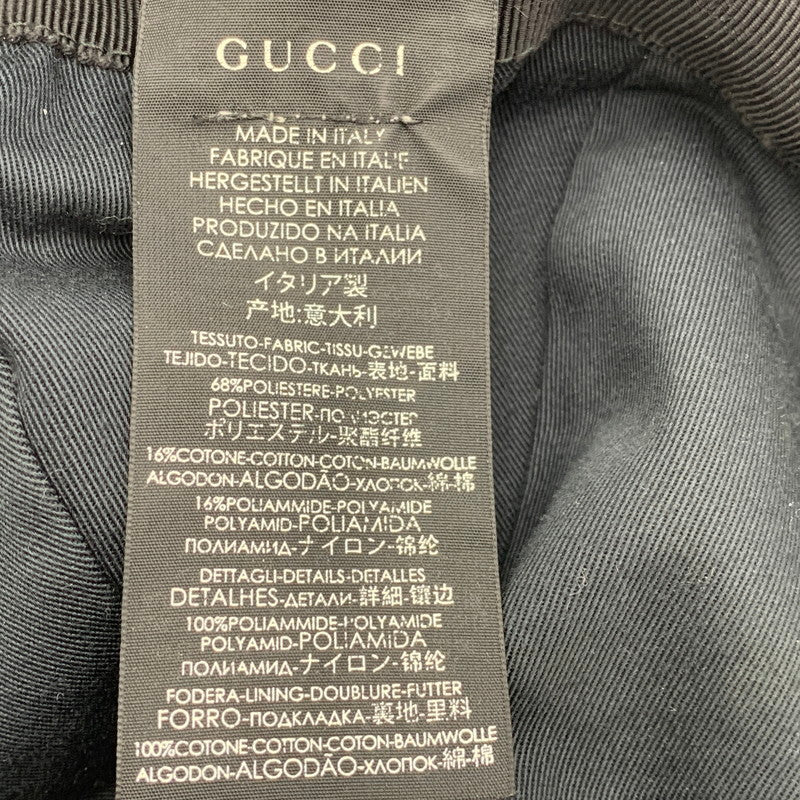 GUCCI
MADE IN ITALY
FABRIQUE EN ITALIE
HERGESTELLT IN ITALIEN
HECHO EN ITALIA
PRODUZIDO NA ITALIA
СДЕЛАНО В ИТАЛИИ
イタリア製
产地:意大利
TESSUTO-FABRIC-TISSU-GEWEBE
TEJIDO-TECIDO-ТКАНЬ-表地-面料
68%POLIESTERE-POLYESTER
POLIESTER-ПОЛИЭСТЕР
ポリエステル-聚酯纤维
16%COTONE-COTTON-COTON-BAUMWOLLE
ALGODON-ALGODÃO-ХЛОПОК-綿-棉
16%POLIAMMIDE-POLYAMIDE
POLYAMID-POLIAMIDA
ПОЛИАМИД-ナイロン-锦纶
DETTAGLI-DETAILS-DETALLES
DETALHES-ДЕТАЛИ-詳細-镶边
100%POLIAMMIDE-POLYAMIDE
POLYAMID-POLIAMIDA
ПОЛИАМИД-ナイロン-锦纶
FODERA-LINING-DOUBLURE-FUTTER
FORRO-ПОДКЛАДКА-裏地-里料
100%COTONE-COTTON-COTON-BAUMWOLLE
ALGODON-ALGODÃO-ХЛОПОК-綿-棉